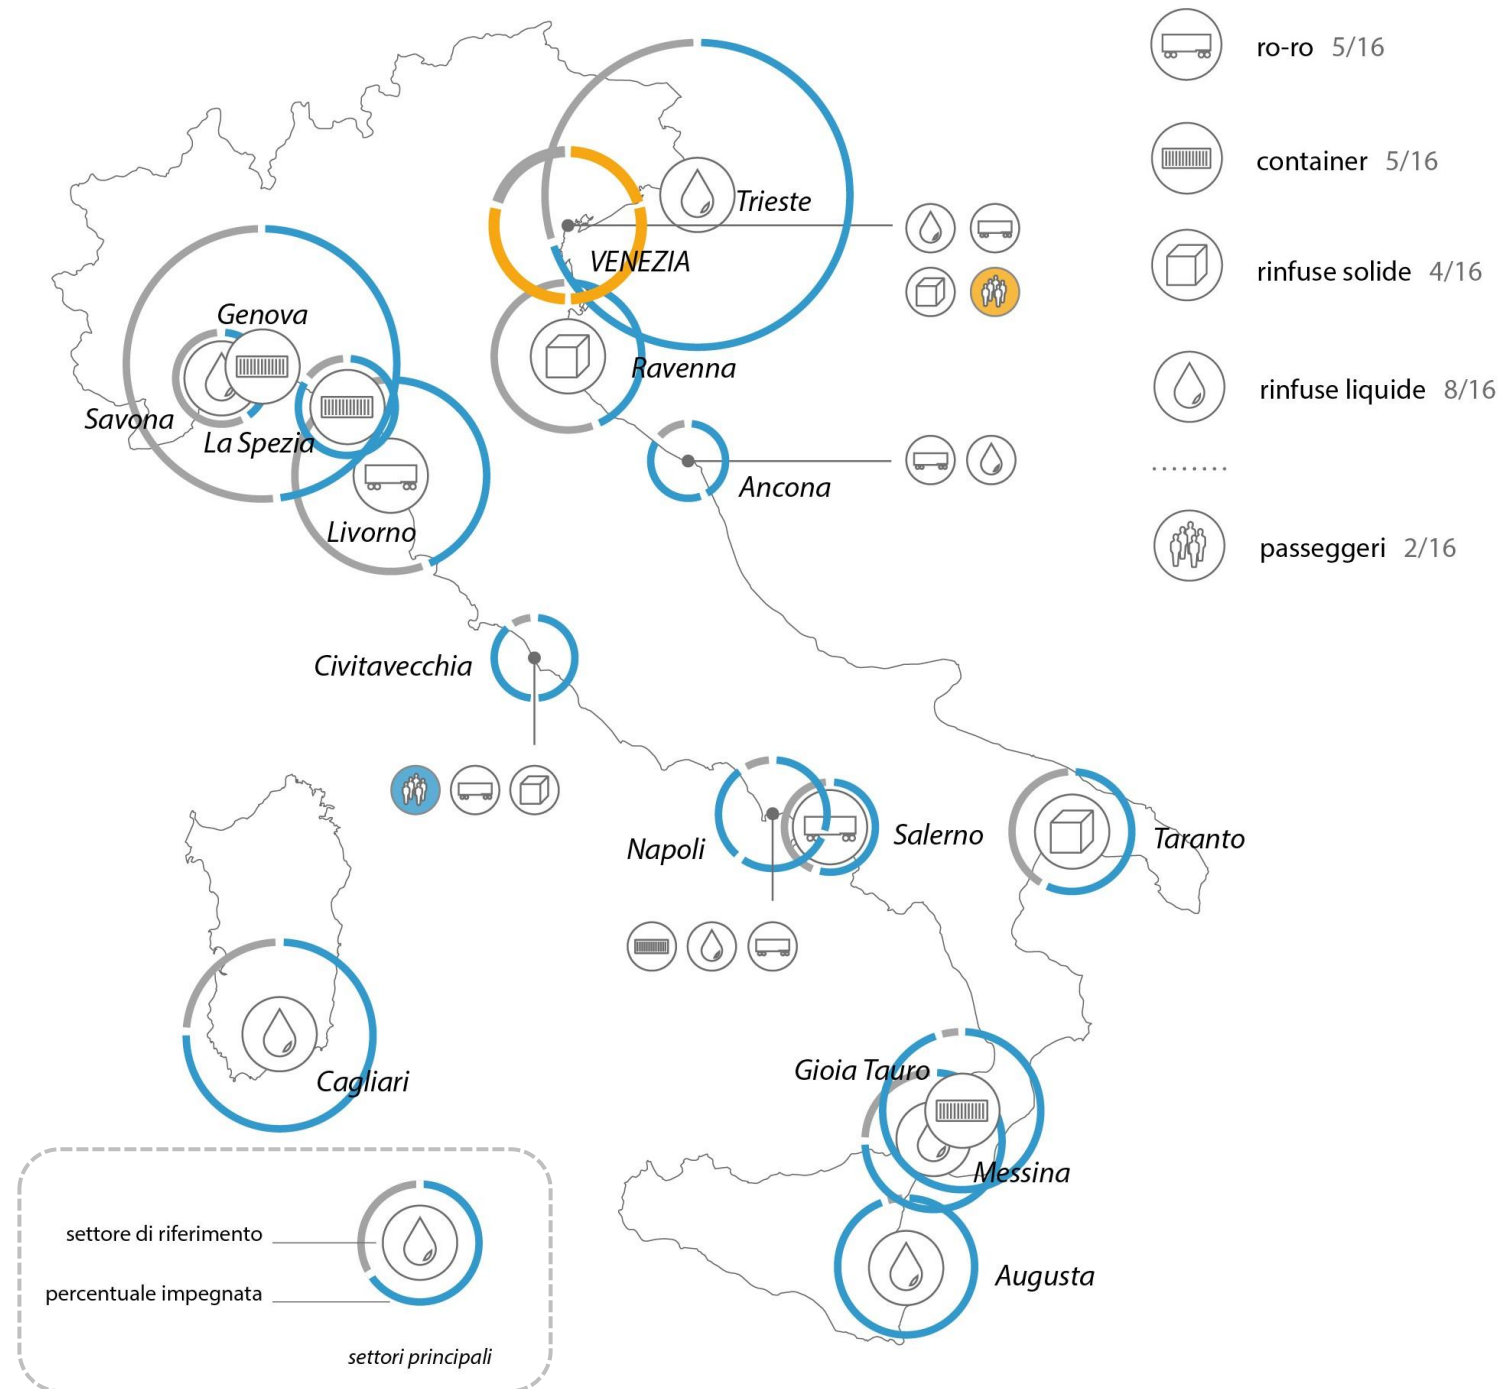 ro-ro 5/16
container 5/16
rinfuse solide 4/16
rinfuse liquide 8/16
passeggeri 2/16
Trieste
VENEZIA
Genova
Ravenna
Savona
La Spezia
Ancona
Livorno
Civitavecchia
Napoli
Salerno
Taranto
Cagliari
Gioia Tauro
Messina
Augusta
settore di riferimento
percentuale impegnata
settori principali